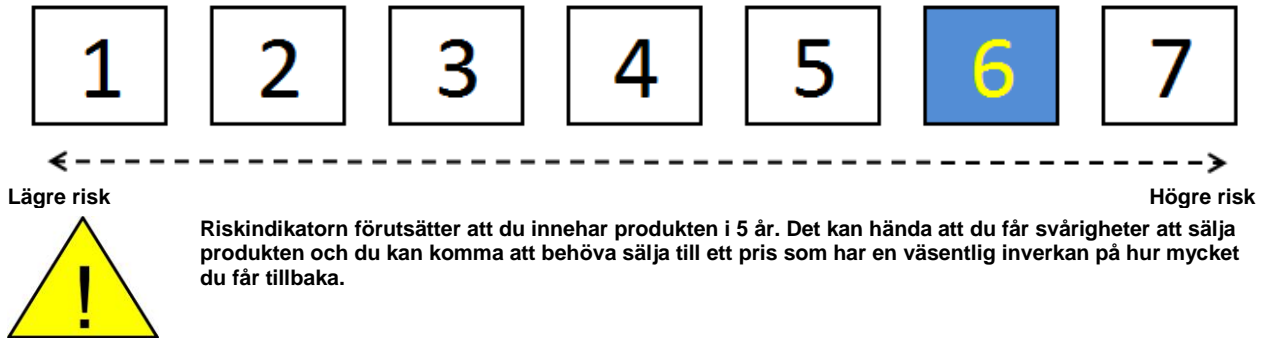 1 2 3 4 5 6 7
Lägre risk Högre risk
Riskindikatorn förutsätter att du innehar produkten i 5 år. Det kan hända att du får svårigheter att sälja
produkten och du kan komma att behöva sälja till ett pris som har en väsentlig inverkan på hur mycket
du får tillbaka.
!